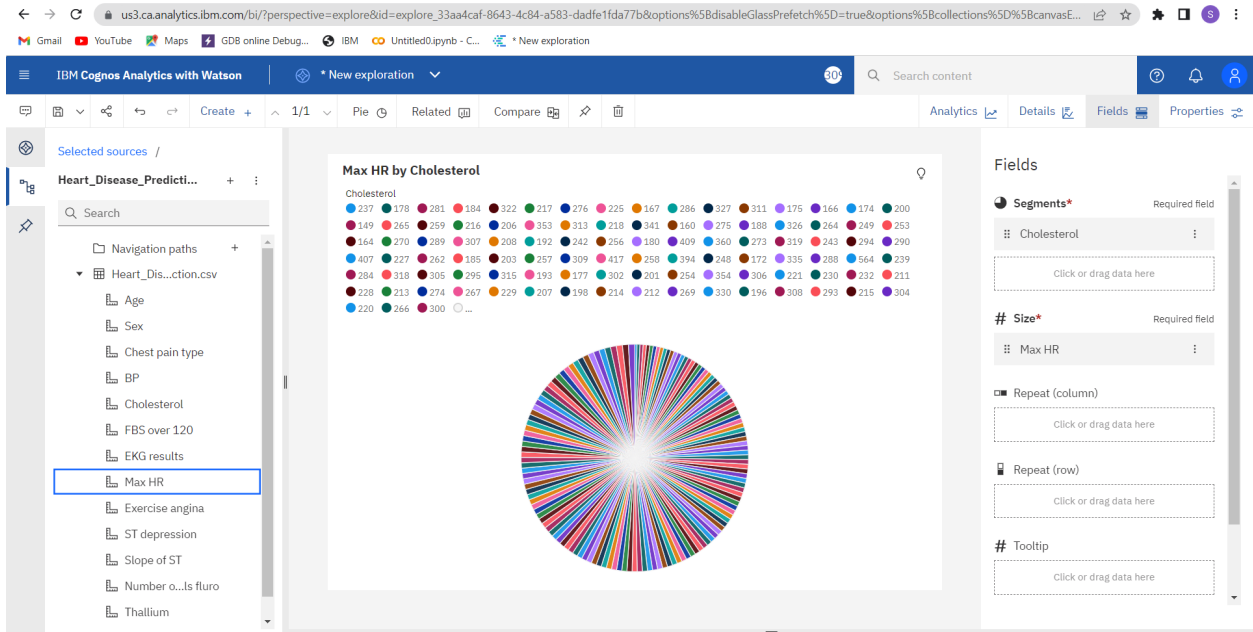 us3.ca.analytics.ibm.com/bi/?perspective=explore&id=explore_33aa4caf-8643-4c84-a583-dadfe1fda77b&options%5BdisableGlassPrefetch%5D=true&options%5Bcollections%5D%5BcanvasE...
S
Gmail YouTube Maps GDB online Debug... IBM Untitled0.ipynb - C... * New exploration
IBM Cognos Analytics with Watson * New exploration Search content
Create + 1/1 Pie Related Compare Analytics Details Fields Properties
Selected sources /
Heart_Disease_Predicti...
Search
Navigation paths
Heart_Dis...ction.csv
Age
Sex
Chest pain type
BP
Cholesterol
FBS over 120
EKG results
Max HR
Exercise angina
ST depression
Slope of ST
Number o...ls fluro
Thallium
Max HR by Cholesterol
Cholesterol
237 178 281 184 322 217 276 225 167 286 327 311 175 166 174 200
149 265 259 216 206 353 313 218 341 160 275 188 326 264 249 253
164 270 289 307 208 192 242 256 180 409 360 273 319 243 294 290
407 227 262 185 203 257 309 417 258 394 248 172 335 288 564 239
284 318 305 295 315 193 177 302 201 254 354 306 221 230 232 211
228 213 274 267 229 207 198 214 212 269 330 196 308 293 215 304
220 266 300 ...
Fields
Segments* Required field
Cholesterol
Click or drag data here
# Size* Required field
Max HR
Repeat (column)
Click or drag data here
Repeat (row)
Click or drag data here
# Tooltip
Click or drag data here